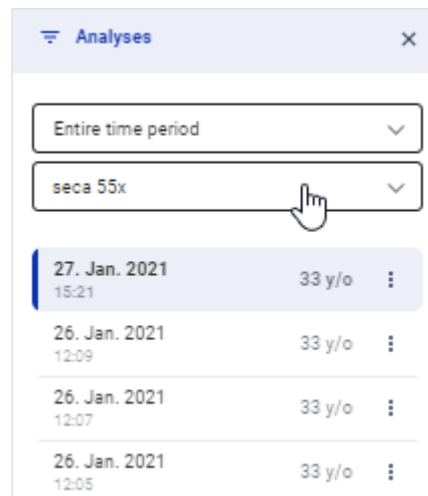 Analyses
Entire time period
seca 55x
27. Jan. 2021 33 y/o
15:21
26. Jan. 2021 33 y/o
12:09
26. Jan. 2021 33 y/o
12:07
26. Jan. 2021 33 y/o
12:05